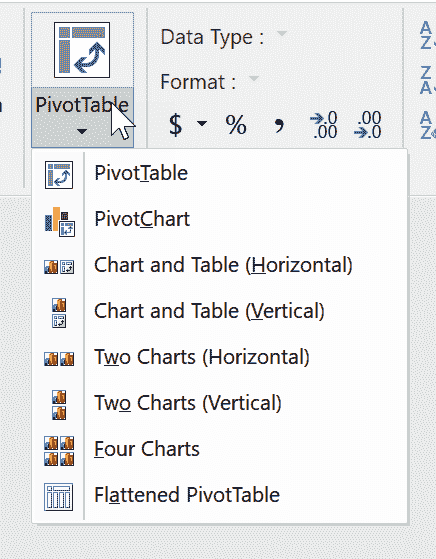 PivotTable
Data Type :
Format :
$ % , .0 .00 .00 .0
A Z
Z A
A Z
PivotTable
PivotChart
Chart and Table (Horizontal)
Chart and Table (Vertical)
Two Charts (Horizontal)
Two Charts (Vertical)
Four Charts
Flattened PivotTable